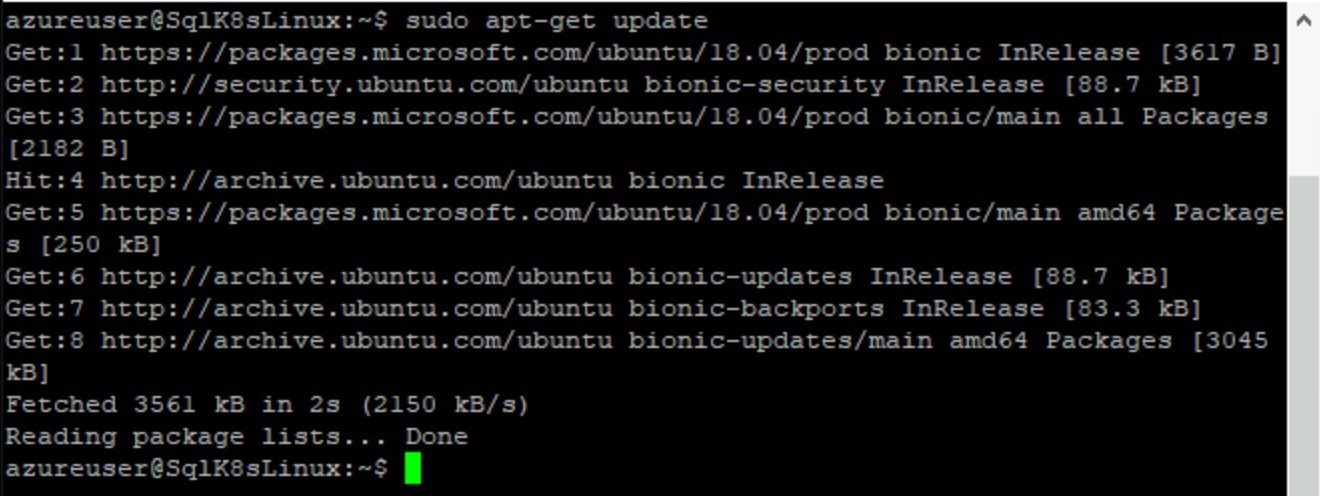 azureuser@SqlK8sLinux:~$ sudo apt-get update
Get:1 https://packages.microsoft.com/ubuntu/18.04/prod bionic InRelease [3617 B]
Get:2 http://security.ubuntu.com/ubuntu bionic-security InRelease [88.7 kB]
Get:3 https://packages.microsoft.com/ubuntu/18.04/prod bionic/main all Packages
[2182 B]
Hit:4 http://archive.ubuntu.com/ubuntu bionic InRelease
Get:5 https://packages.microsoft.com/ubuntu/18.04/prod bionic/main amd64 Package
s [250 kB]
Get:6 http://archive.ubuntu.com/ubuntu bionic-updates InRelease [88.7 kB]
Get:7 http://archive.ubuntu.com/ubuntu bionic-backports InRelease [83.3 kB]
Get:8 http://archive.ubuntu.com/ubuntu bionic-updates/main amd64 Packages [3045
kB]
Fetched 3561 kB in 2s (2150 kB/s)
Reading package lists... Done
azureuser@SqlK8sLinux:~$